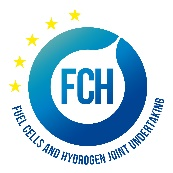 FCH
FUEL CELLS AND HYDROGEN JOINT UNDERTAKING